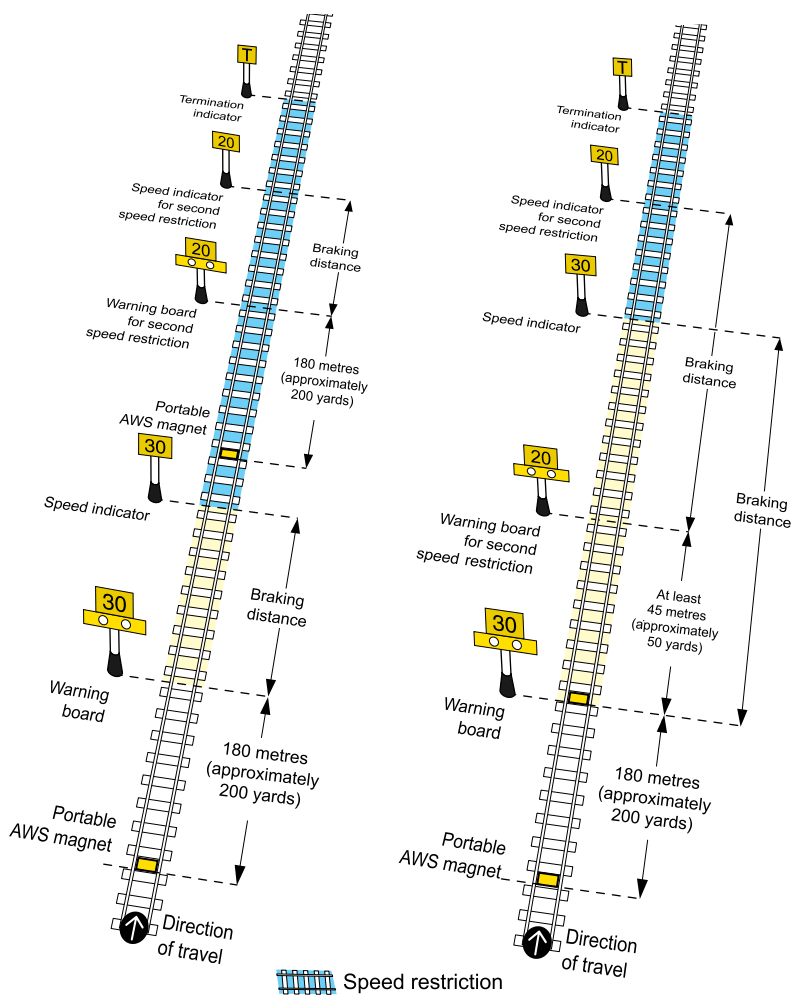 T
Termination
indicator
20
Speed indicator
for second
speed restriction
20
Warning board
for second
speed restriction
Braking
distance
180 metres
(approximately
200 yards)
Portable
AWS magnet
30
Speed indicator
30
Braking
distance
Warning
board
180 metres
(approximately
200 yards)
Portable
AWS magnet
Direction
of travel
T
Termination
indicator
20
Speed indicator
for second
speed restriction
30
Speed indicator
Braking
distance
20
Warning board
for second
speed restriction
Braking
distance
At least
45 metres
(approximately
50 yards)
30
Warning
board
180 metres
(approximately
200 yards)
Portable
AWS magnet
Direction
of travel
Speed restriction